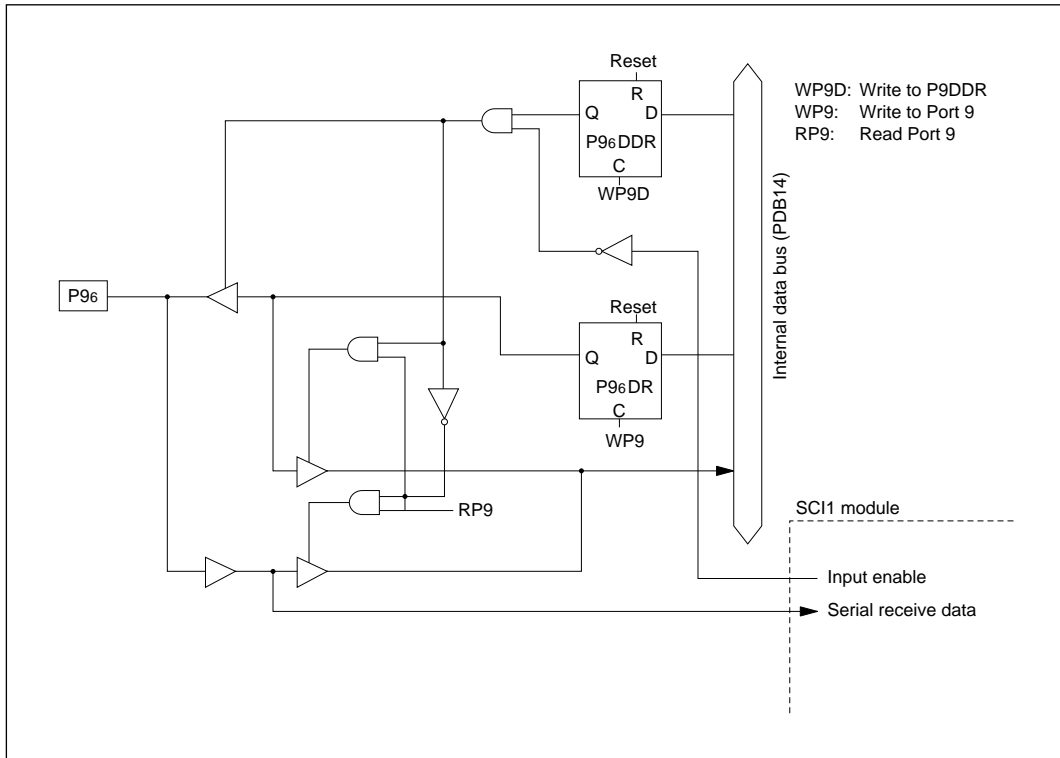 Reset
R
Q D
P96DDR
C
WP9D
WP9D: Write to P9DDR
WP9: Write to Port 9
RP9: Read Port 9
Internal data bus (PDB14)
P96
Reset
R
Q D
P96DR
C
WP9
RP9
SCI1 module
Input enable
Serial receive data